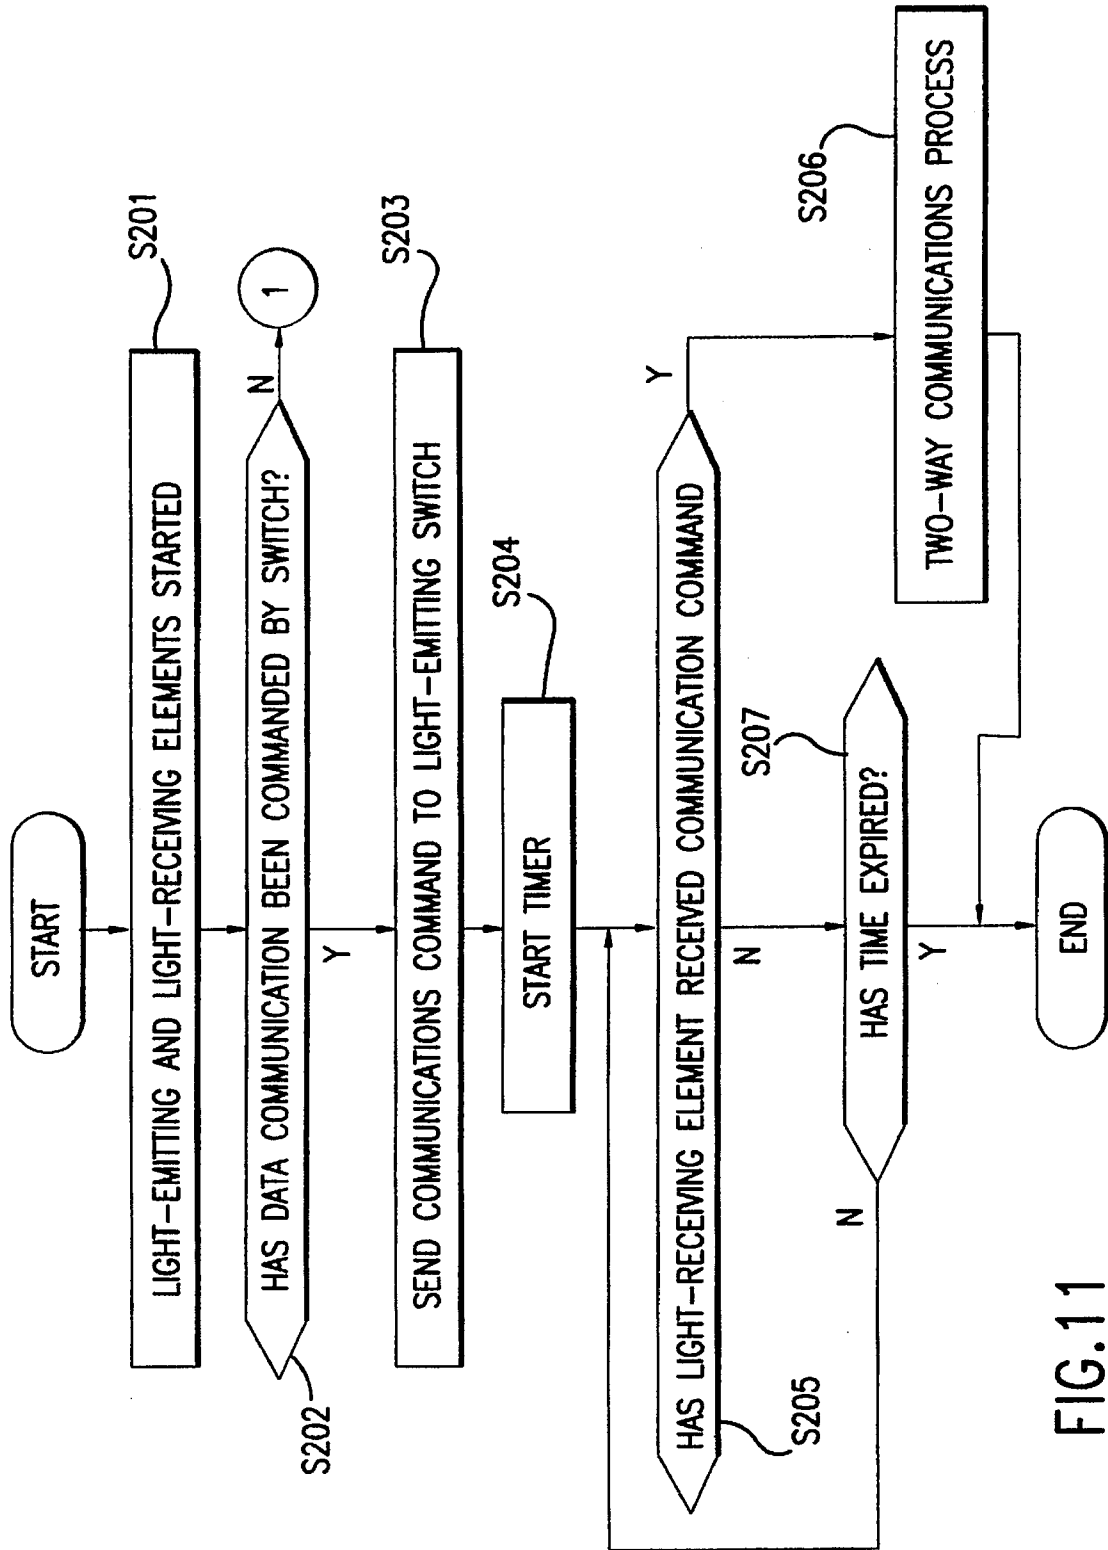 START
LIGHT-EMITTING AND LIGHT-RECEIVING ELEMENTS STARTED
S201
HAS DATA COMMUNICATION BEEN COMMANDED BY SWITCH?
S202
N
1
Y
SEND COMMUNICATIONS COMMAND TO LIGHT-EMITTING SWITCH
S203
START TIMER
S204
HAS LIGHT-RECEIVING ELEMENT RECEIVED COMMUNICATION COMMAND
S205
Y
N
TWO-WAY COMMUNICATIONS PROCESS
S206
HAS TIME EXPIRED?
S207
N
Y
END
FIG.11